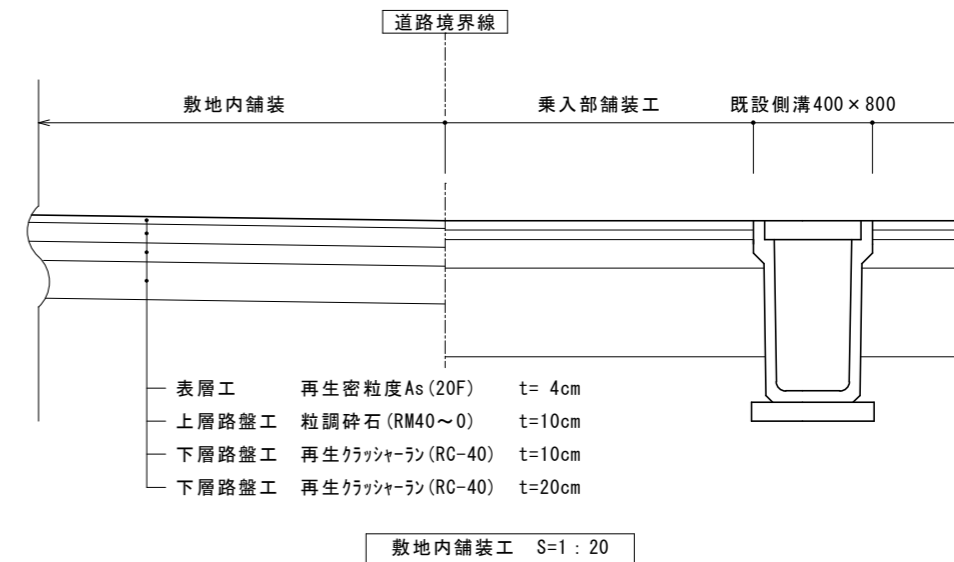 道路境界線
敷地内舗装 乗入部舗装工 既設側溝400×800
表層工 再生密粒度As(20F) t= 4cm
上層路盤工 粒調砕石(RM40～0) t=10cm
下層路盤工 再生ｸﾗｯｼｬｰﾗﾝ(RC-40) t=10cm
下層路盤工 再生ｸﾗｯｼｬｰﾗﾝ(RC-40) t=20cm
敷地内舗装工 S=1：20